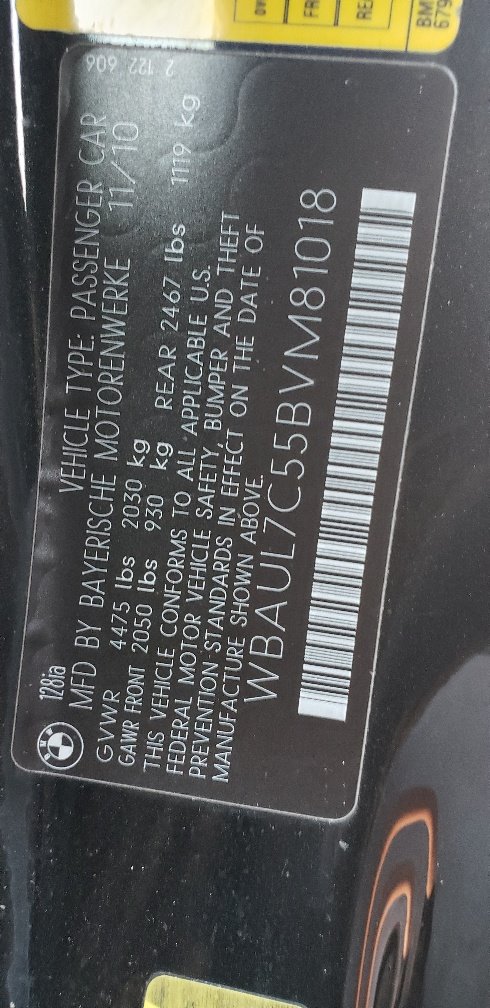 128ia
VEHICLE TYPE: PASSENGER CAR
MFD BY BAYERISCHE MOTORENWERKE 11/10
GVWR 4475 lbs 2030 kg
GAWR FRONT 2050 lbs 930 kg REAR 2467 lbs 1119 kg
THIS VEHICLE CONFORMS TO ALL APPLICABLE U.S.
FEDERAL MOTOR VEHICLE SAFETY, BUMPER AND THEFT
PREVENTION STANDARDS IN EFFECT ON THE DATE OF
MANUFACTURE SHOWN ABOVE.
WBAUL7C55BVM81018
2 122 606
BMW